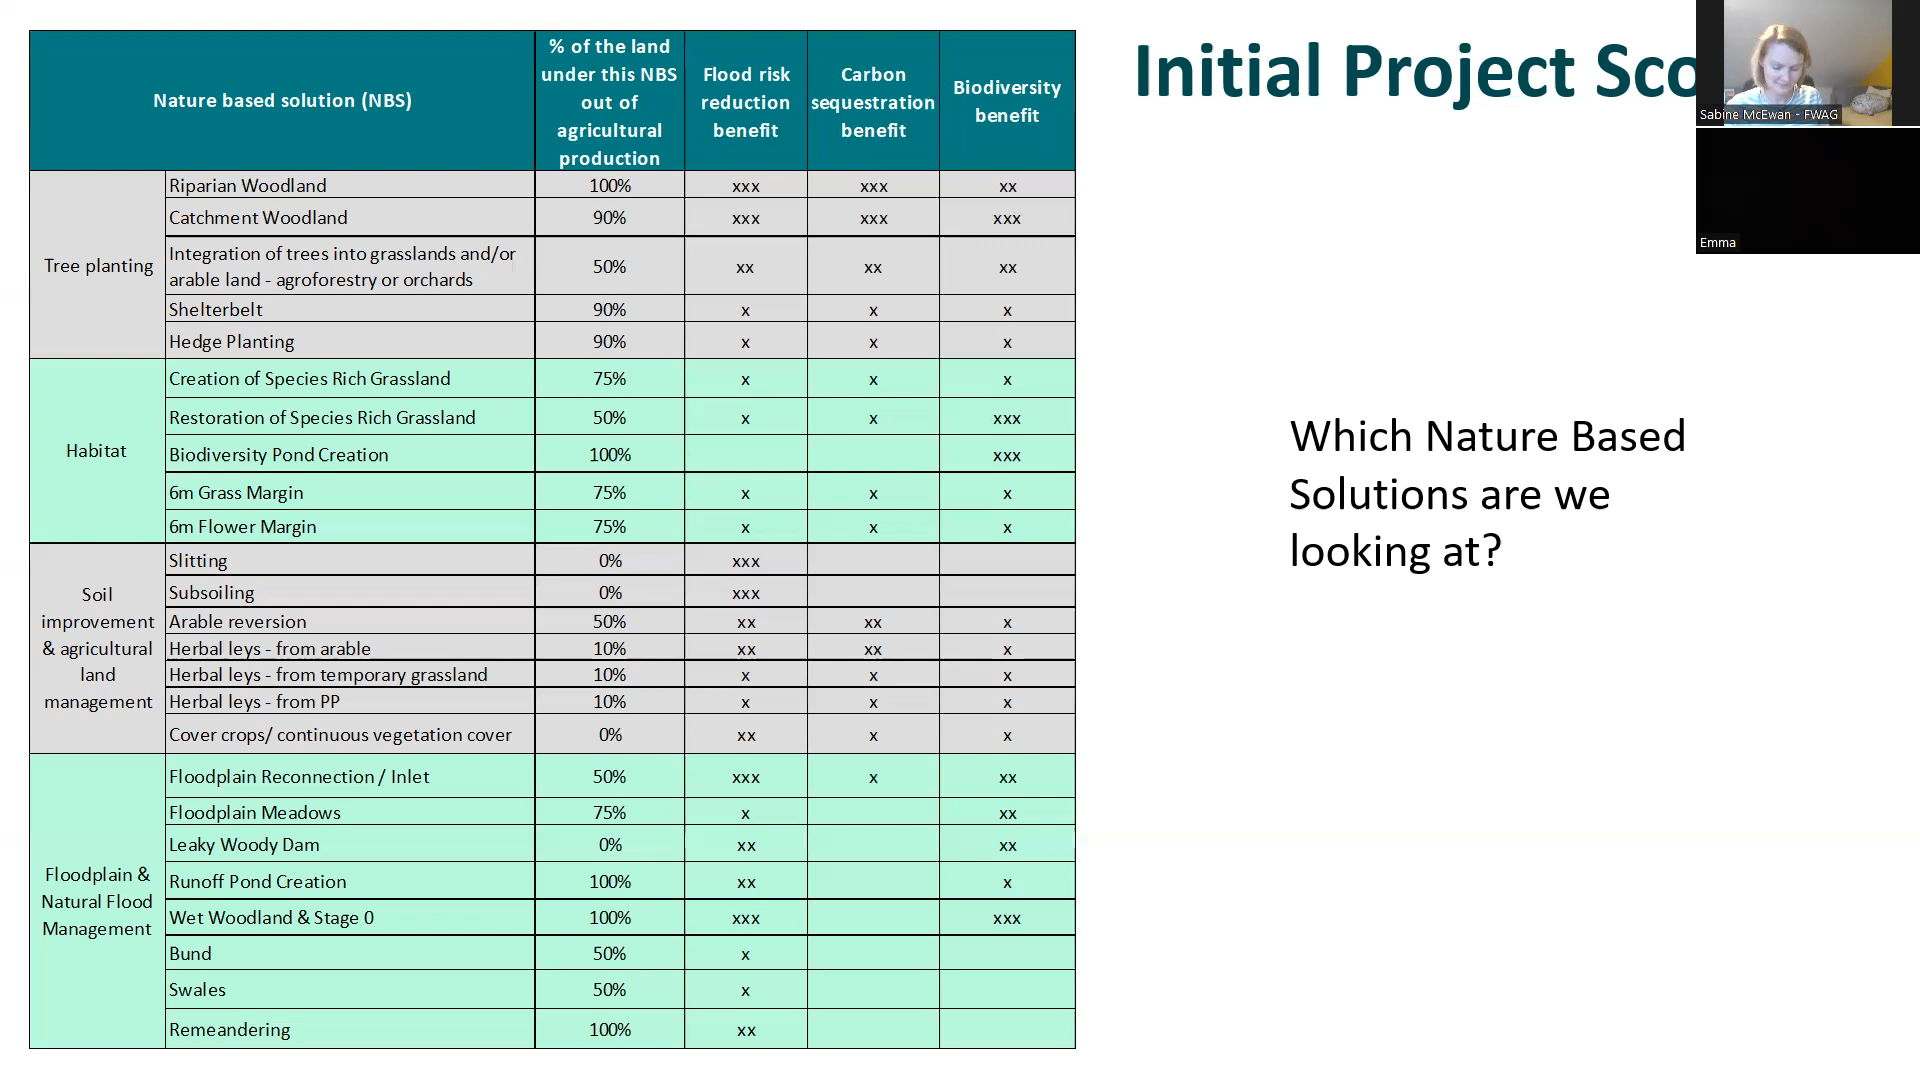 Nature based solution (NBS)
% of the land
under this NBS
out of
agricultural
production
Flood risk
reduction
benefit
Carbon
sequestration
benefit
Biodiversity
benefit
Tree planting
Riparian Woodland 100% xxx xxx xx
Catchment Woodland 90% xxx xxx xxx
Integration of trees into grasslands and/or
arable land - agroforestry or orchards 50% xx xx xx
Shelterbelt 90% x x x
Hedge Planting 90% x x x
Habitat
Creation of Species Rich Grassland 75% x x x
Restoration of Species Rich Grassland 50% x x xxx
Biodiversity Pond Creation 100% xxx
6m Grass Margin 75% x x x
6m Flower Margin 75% x x x
Soil
improvement
& agricultural
land
management
Slitting 0% xxx
Subsoiling 0% xxx
Arable reversion 50% xx xx x
Herbal leys - from arable 10% xx xx x
Herbal leys - from temporary grassland 10% x x x
Herbal leys - from PP 10% x x x
Cover crops/ continuous vegetation cover 0% xx x x
Floodplain &
Natural Flood
Management
Floodplain Reconnection / Inlet 50% xxx x xx
Floodplain Meadows 75% x xx
Leaky Woody Dam 0% xx xx
Runoff Pond Creation 100% xx x
Wet Woodland & Stage 0 100% xxx xxx
Bund 50% x
Swales 50% x
Remeandering 100% xx
Initial Project Sco
Which Nature Based
Solutions are we
looking at?
Sabine McEwan - FWAG
Emma